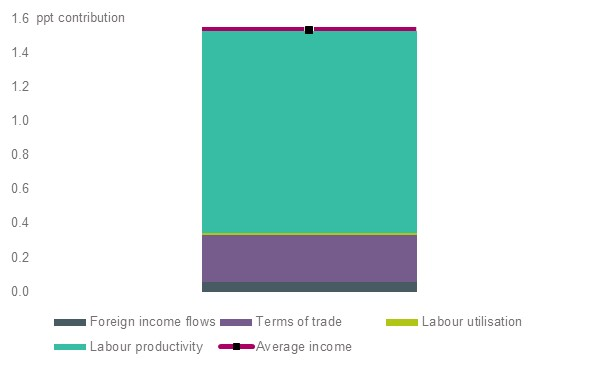 1.6 ppt contribution
1.4
1.2
1.0
0.8
0.6
0.4
0.2
0.0
Foreign income flows Terms of trade Labour utilisation
Labour productivity Average income